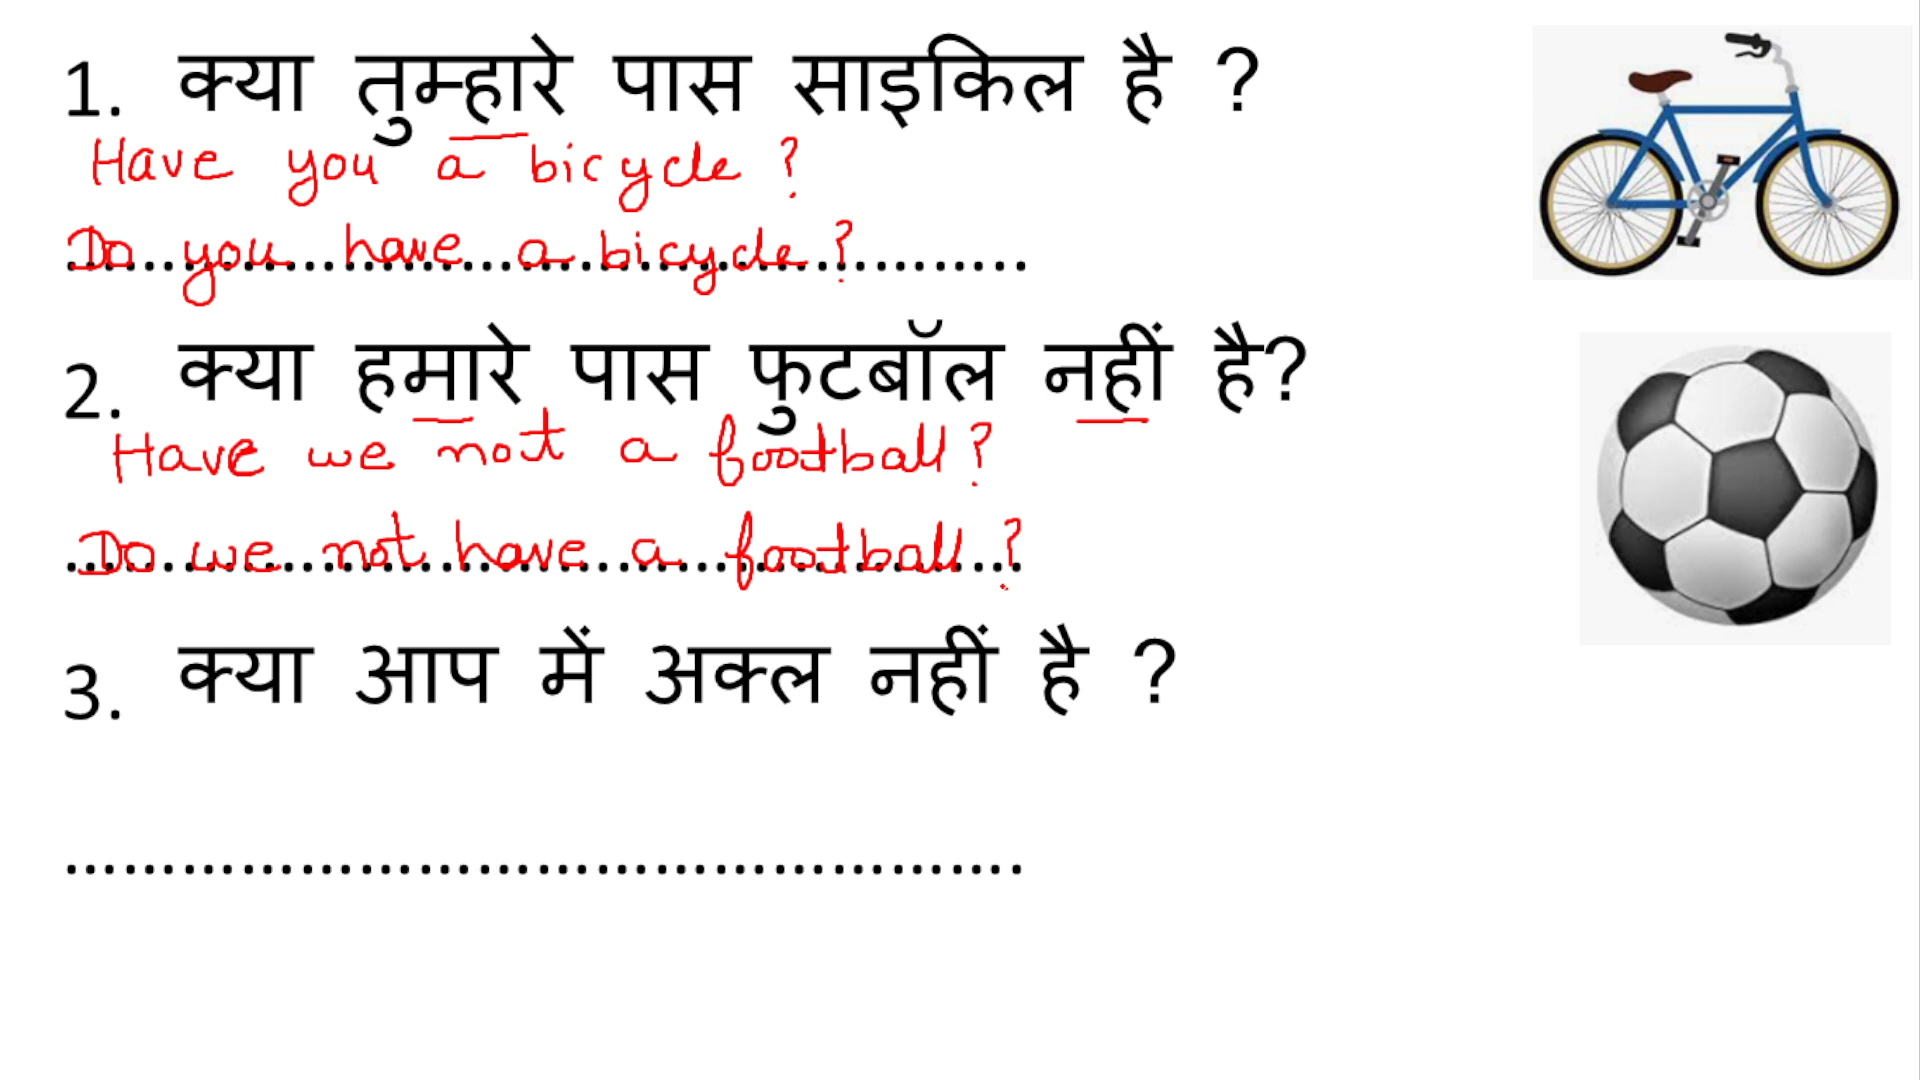 1. क्या तुम्हारे पास साइकिल है ?
Have you a bicycle ?
Do you have a bicycle ?
................................................
2. क्या हमारे पास फुटबॉल नहीं है?
Have we not a football ?
Do we not have a football ?
................................................
3. क्या आप में अक्ल नहीं है ?
................................................